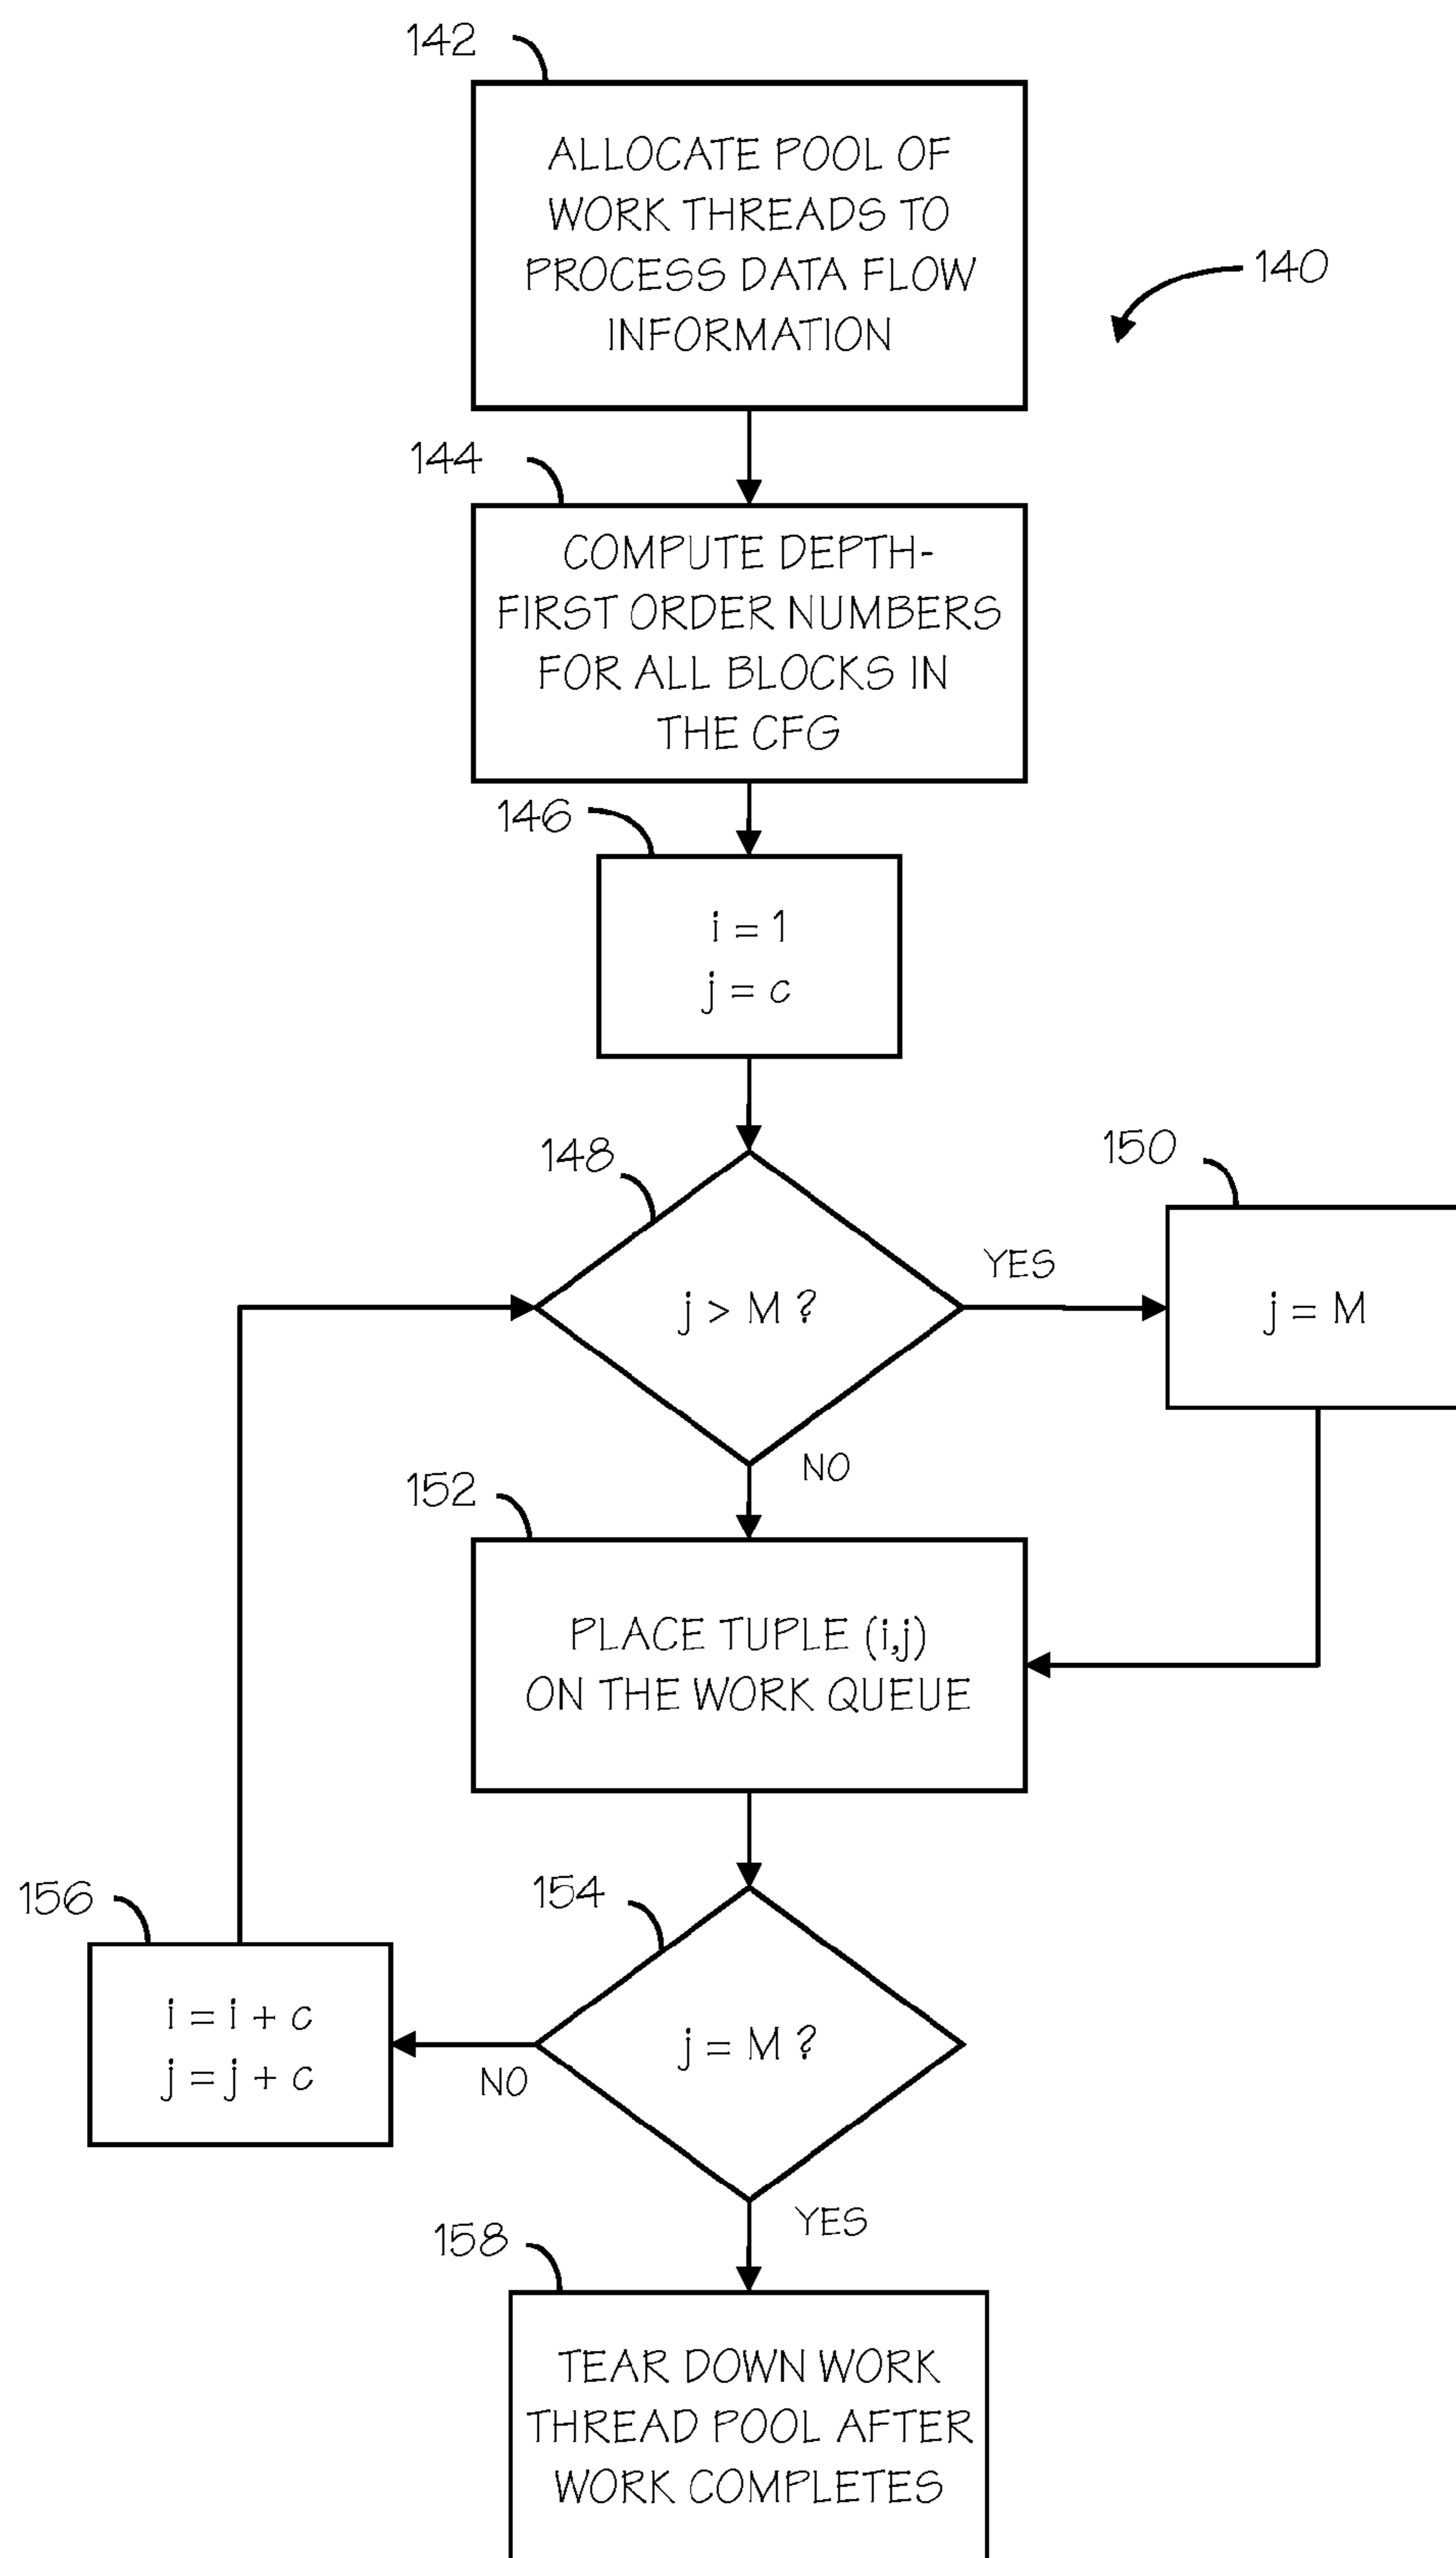 142
ALLOCATE POOL OF
WORK THREADS TO
PROCESS DATA FLOW
INFORMATION
140
144
COMPUTE DEPTH-
FIRST ORDER NUMBERS
FOR ALL BLOCKS IN
THE CFG
146
i = 1
j = c
148
j > M ?
YES
150
j = M
NO
152
PLACE TUPLE (i,j)
ON THE WORK QUEUE
154
j = M ?
NO
156
i = i + c
j = j + c
YES
158
TEAR DOWN WORK
THREAD POOL AFTER
WORK COMPLETES